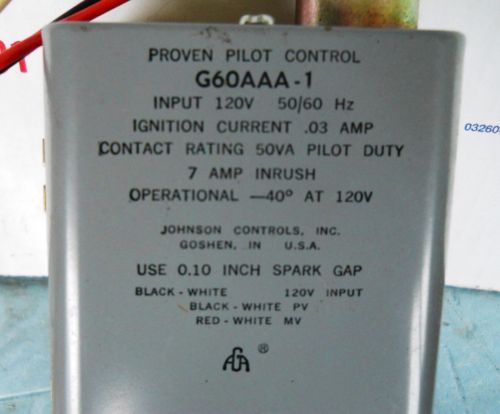 PROVEN PILOT CONTROL
G60AAA-1
INPUT 120V 50/60 Hz
IGNITION CURRENT .03 AMP
CONTACT RATING 50VA PILOT DUTY
7 AMP INRUSH
OPERATIONAL —40° AT 120V
JOHNSON CONTROLS, INC.
GOSHEN, IN U.S.A.
USE 0.10 INCH SPARK GAP
BLACK - WHITE 120V INPUT
BLACK - WHITE PV
RED - WHITE MV
AGA ®